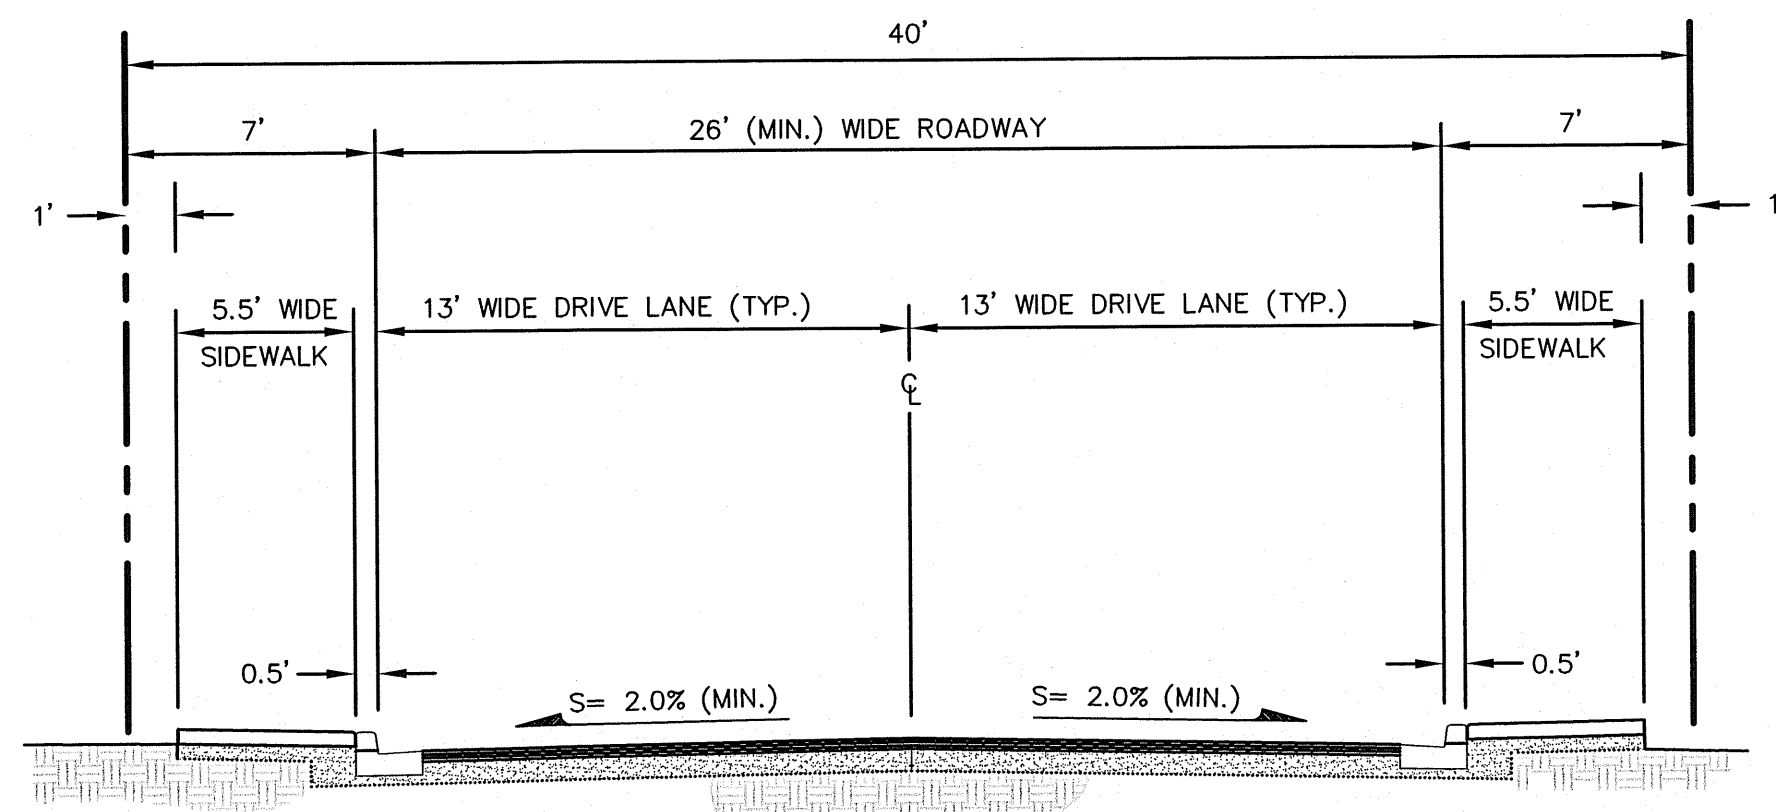 40'
7'
26' (MIN.) WIDE ROADWAY
7'
1'
1
5.5' WIDE
SIDEWALK
13' WIDE DRIVE LANE (TYP.)
13' WIDE DRIVE LANE (TYP.)
5.5' WIDE
SIDEWALK
℄
0.5'
0.5'
S= 2.0% (MIN.)
S= 2.0% (MIN.)